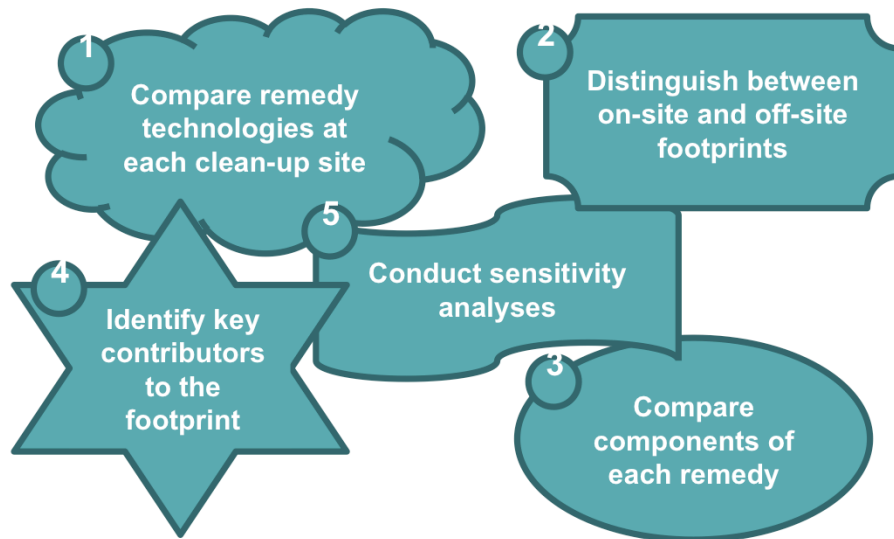 1
Compare remedy
technologies at
each clean-up site
2
Distinguish between
on-site and off-site
footprints
3
Compare
components of
each remedy
4
Identify key
contributors
to the
footprint
5
Conduct sensitivity
analyses